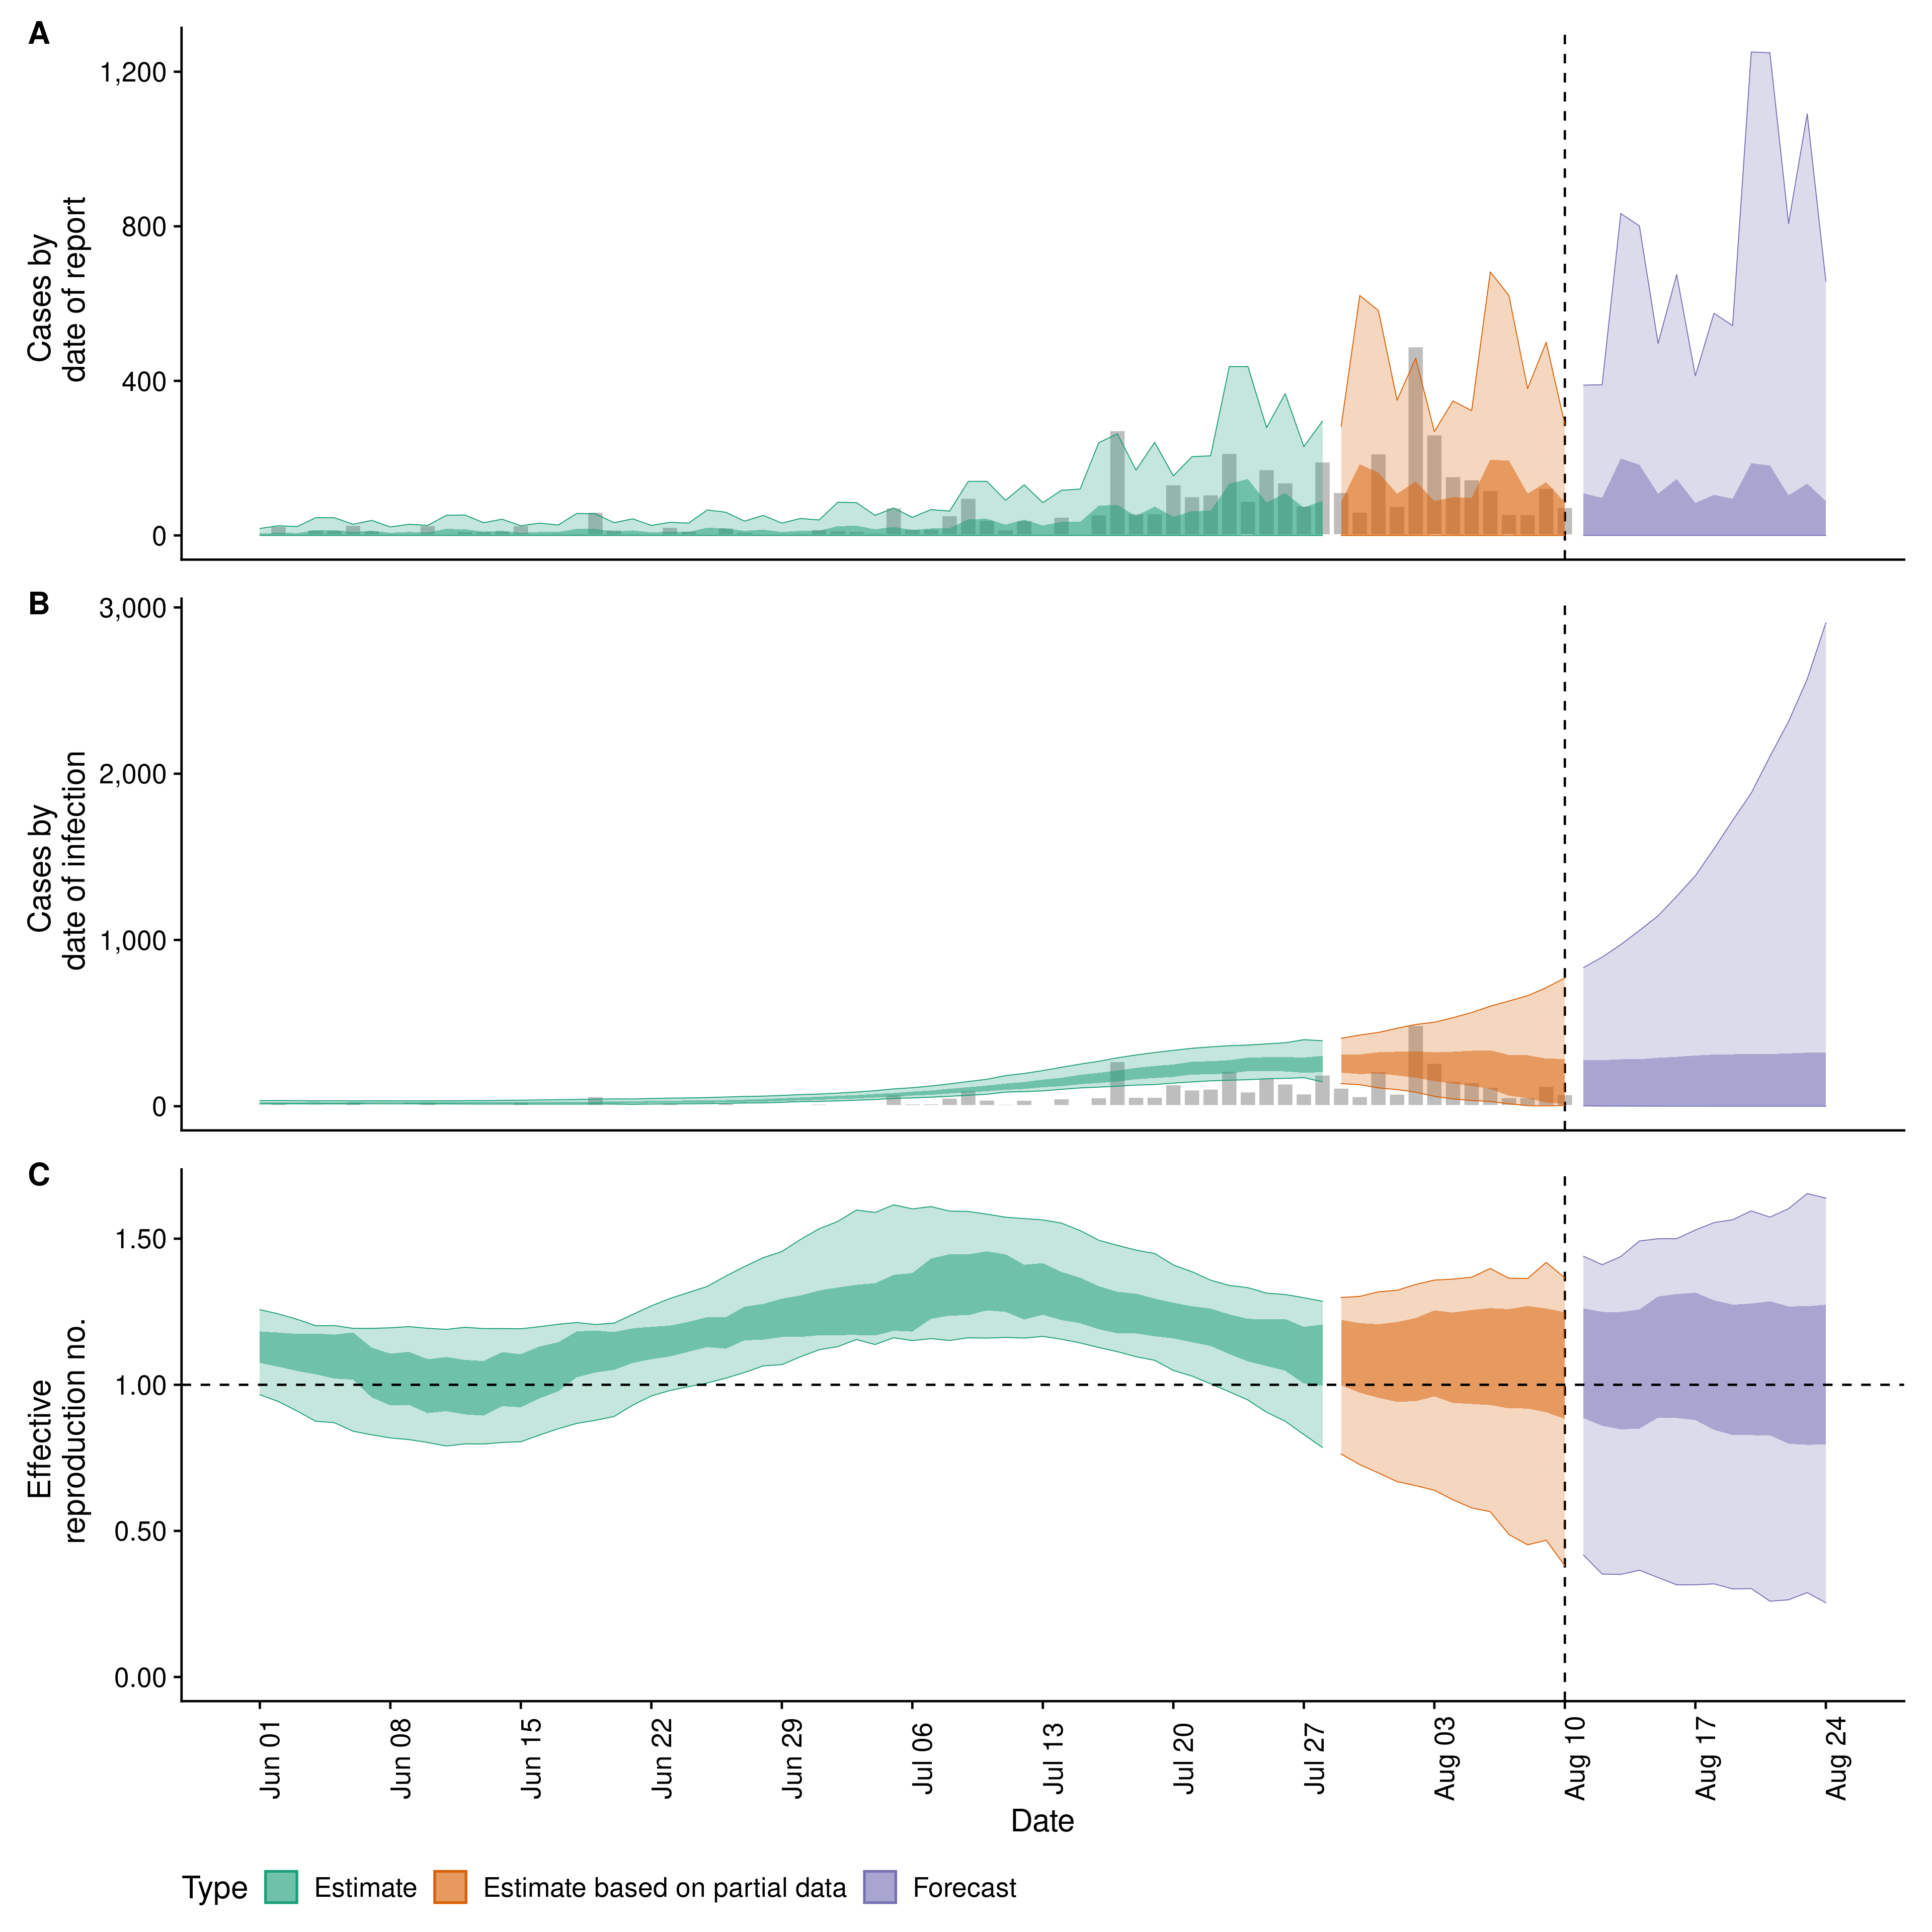 A
Cases by
date of report
1,200
800
400
0
B
Cases by
date of infection
3,000
2,000
1,000
0
C
Effective
reproduction no.
1.50
1.00
0.50
0.00
Jun 01
Jun 08
Jun 15
Jun 22
Jun 29
Jul 06
Jul 13
Jul 20
Jul 27
Aug 03
Aug 10
Aug 17
Aug 24
Date
Type Estimate Estimate based on partial data Forecast